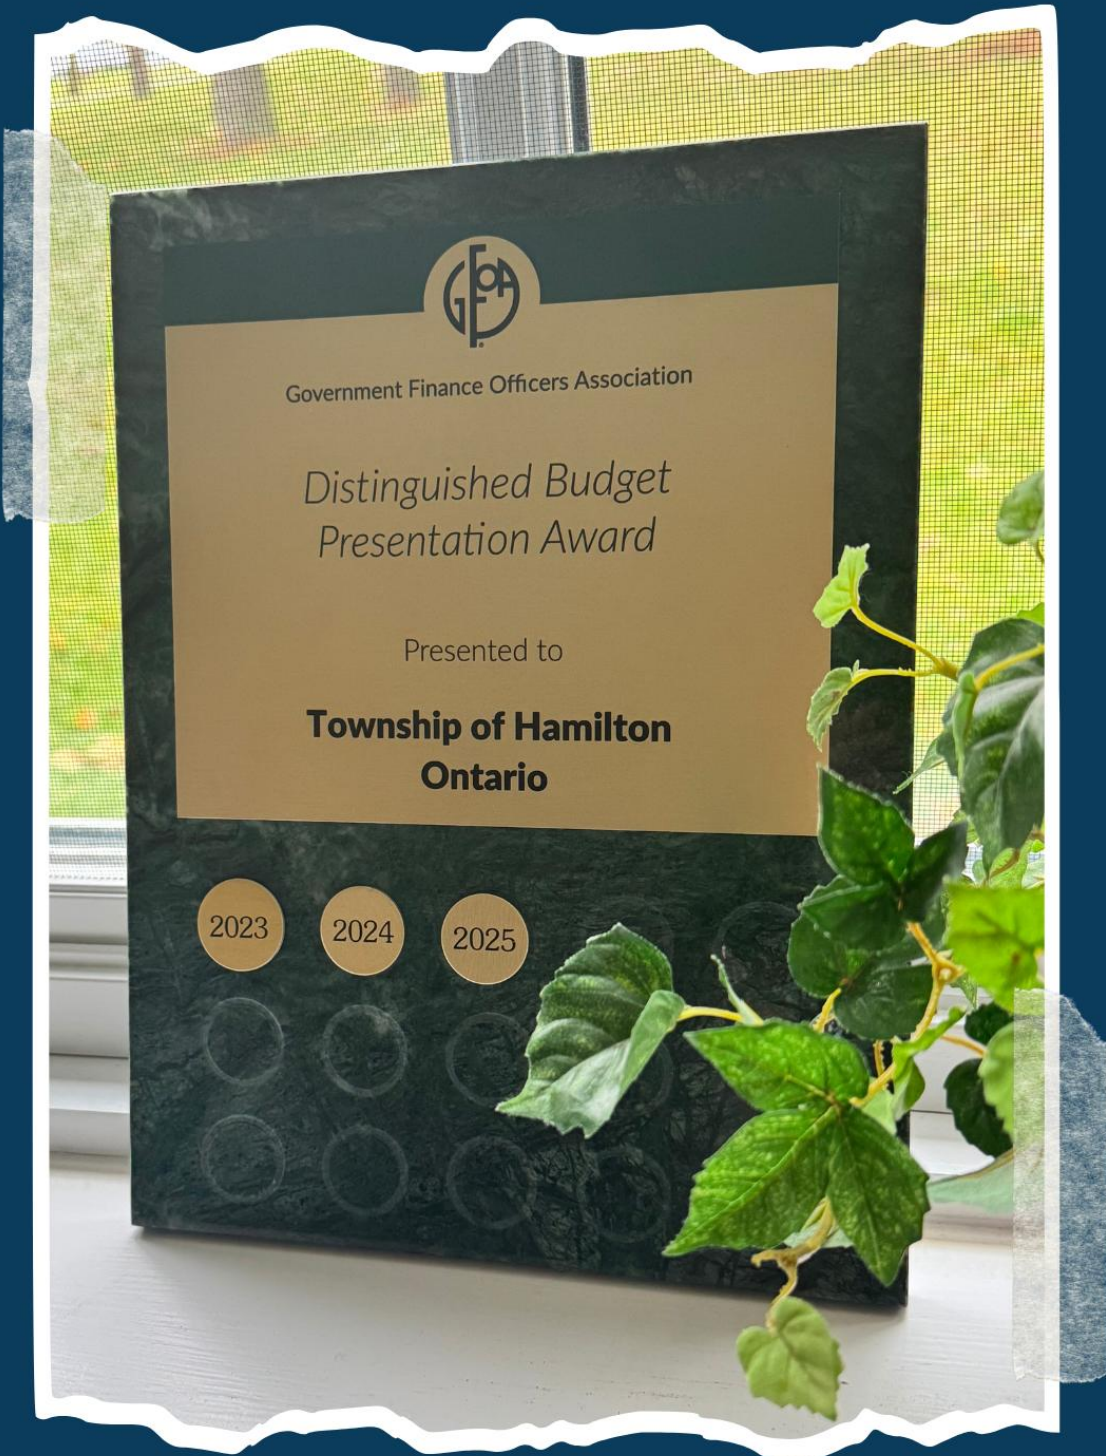 GFOA
Government Finance Officers Association
Distinguished Budget
Presentation Award
Presented to
Township of Hamilton
Ontario
2023 2024 2025